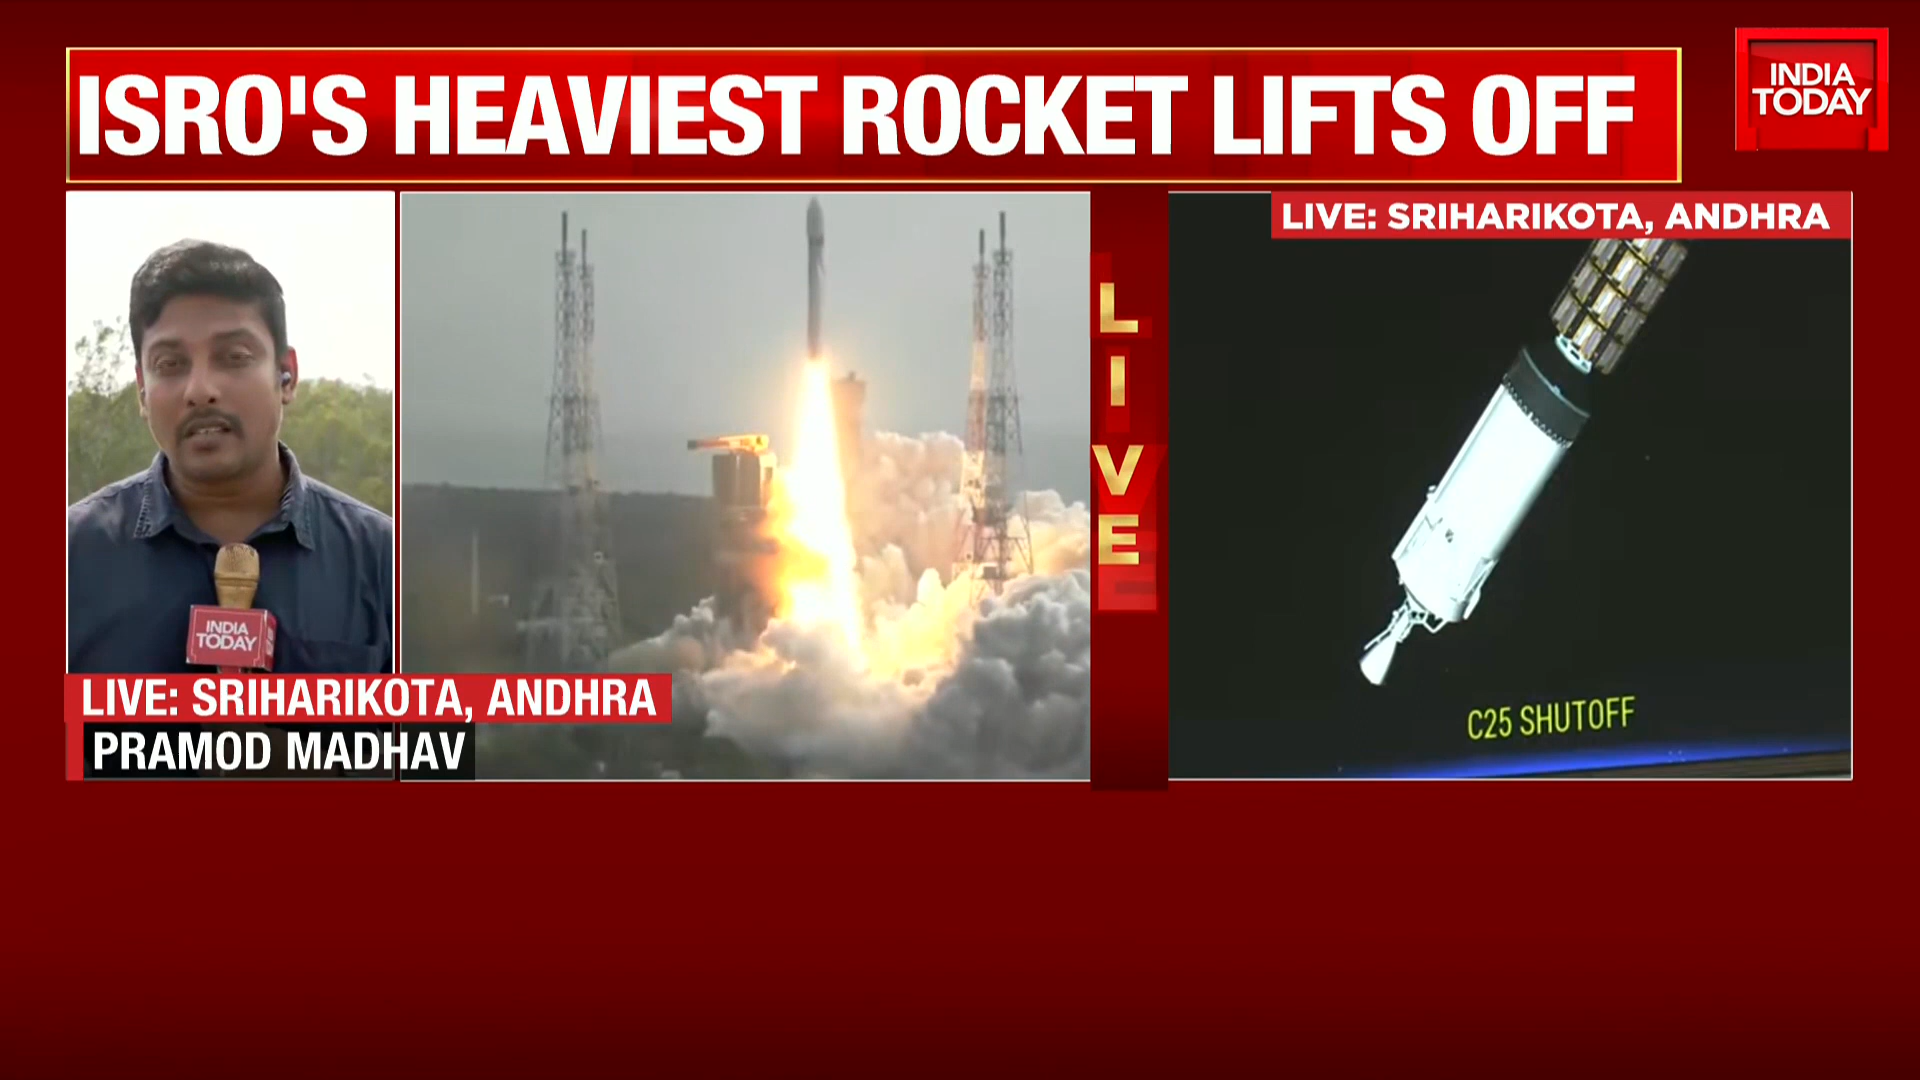 ISRO'S HEAVIEST ROCKET LIFTS OFF
INDIA
TODAY
LIVE: SRIHARIKOTA, ANDHRA
LIVE
INDIA
TODAY
LIVE: SRIHARIKOTA, ANDHRA
PRAMOD MADHAV
C25 SHUTOFF